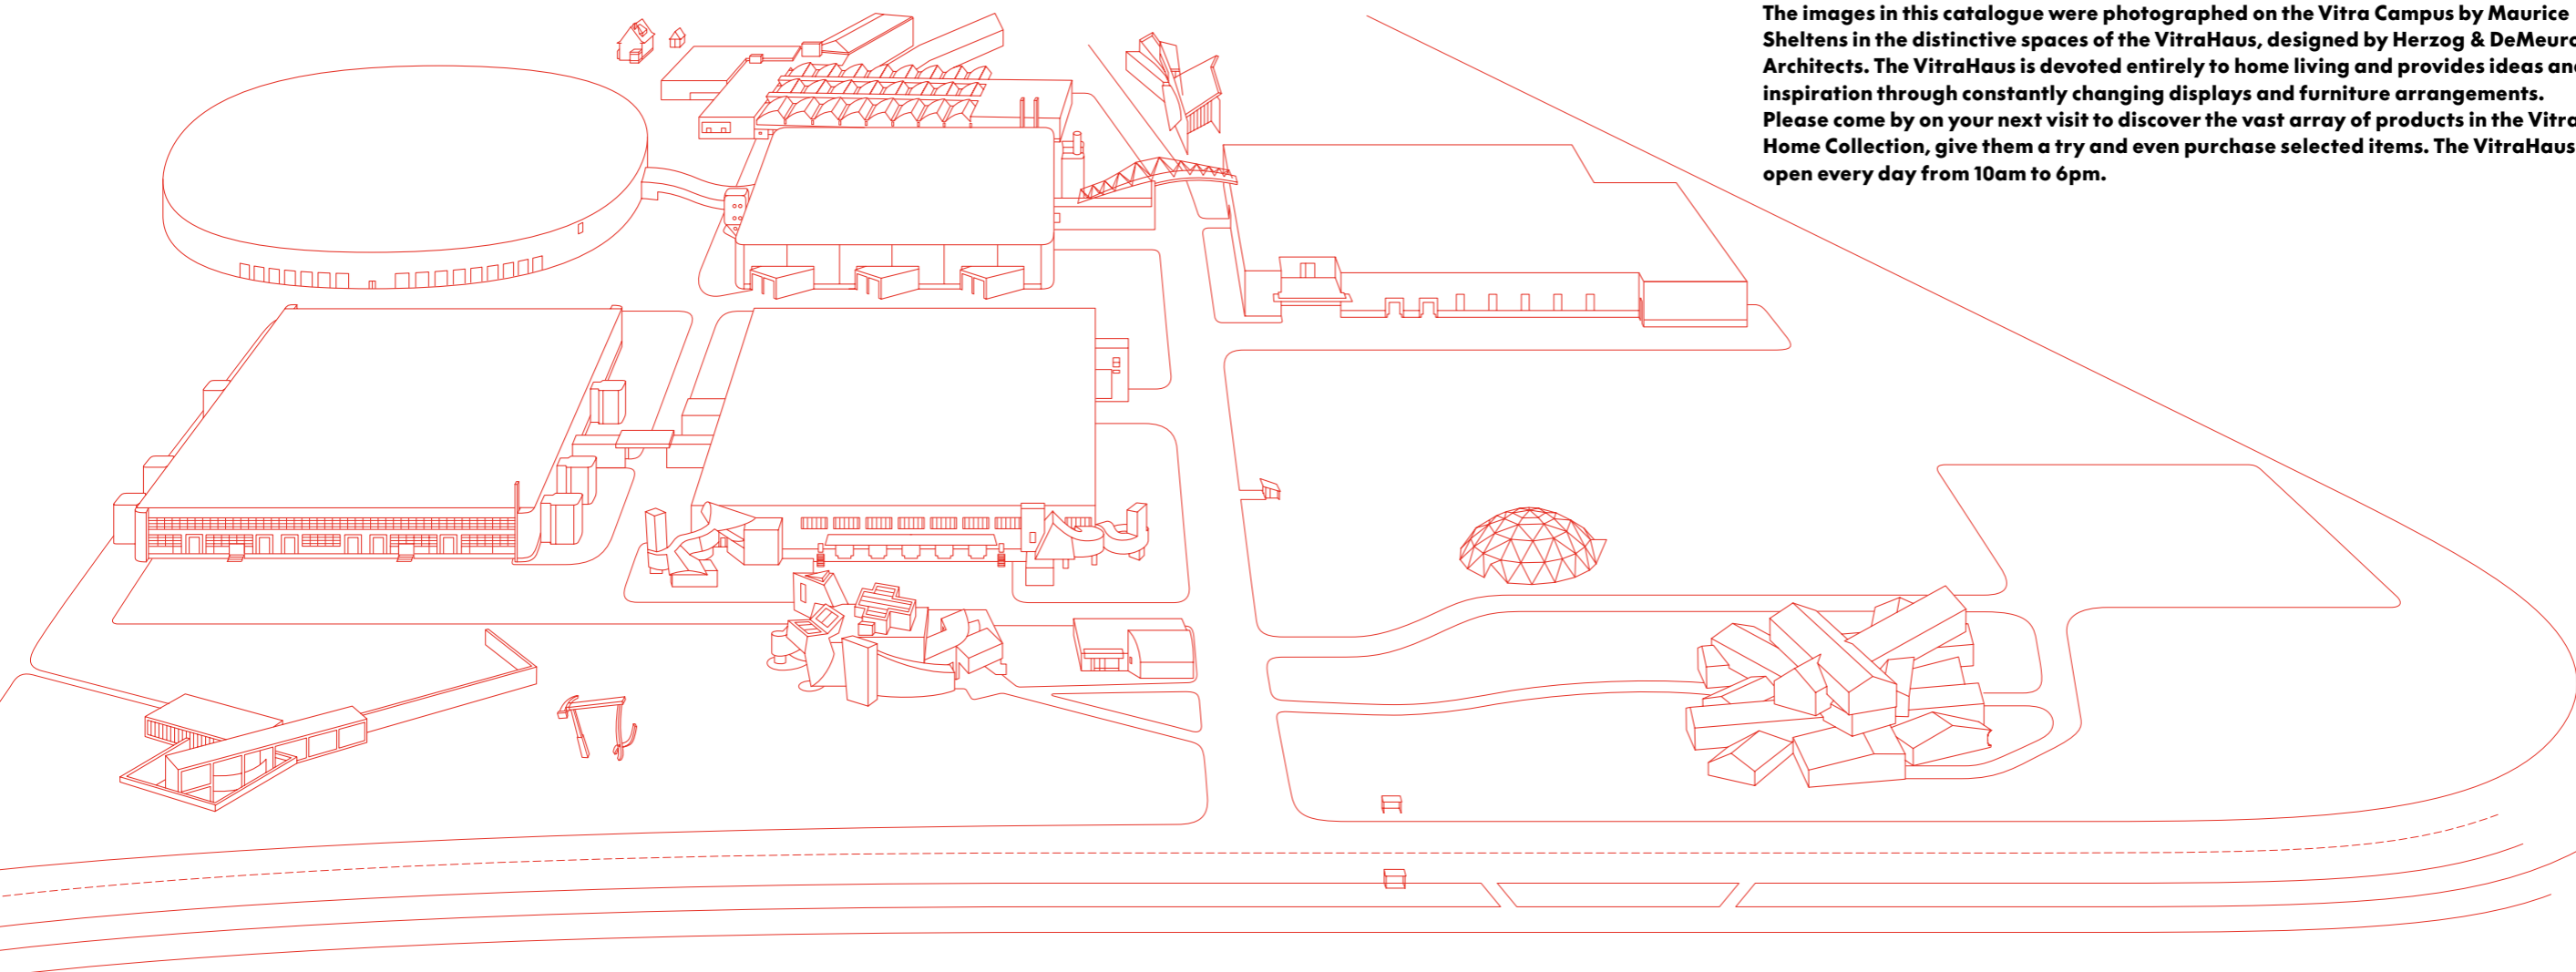 The images in this catalogue were photographed on the Vitra Campus by Maurice
Sheltens in the distinctive spaces of the VitraHaus, designed by Herzog & DeMeuro
Architects. The VitraHaus is devoted entirely to home living and provides ideas an
inspiration through constantly changing displays and furniture arrangements.
Please come by on your next visit to discover the vast array of products in the Vitra
Home Collection, give them a try and even purchase selected items. The VitraHaus
open every day from 10am to 6pm.